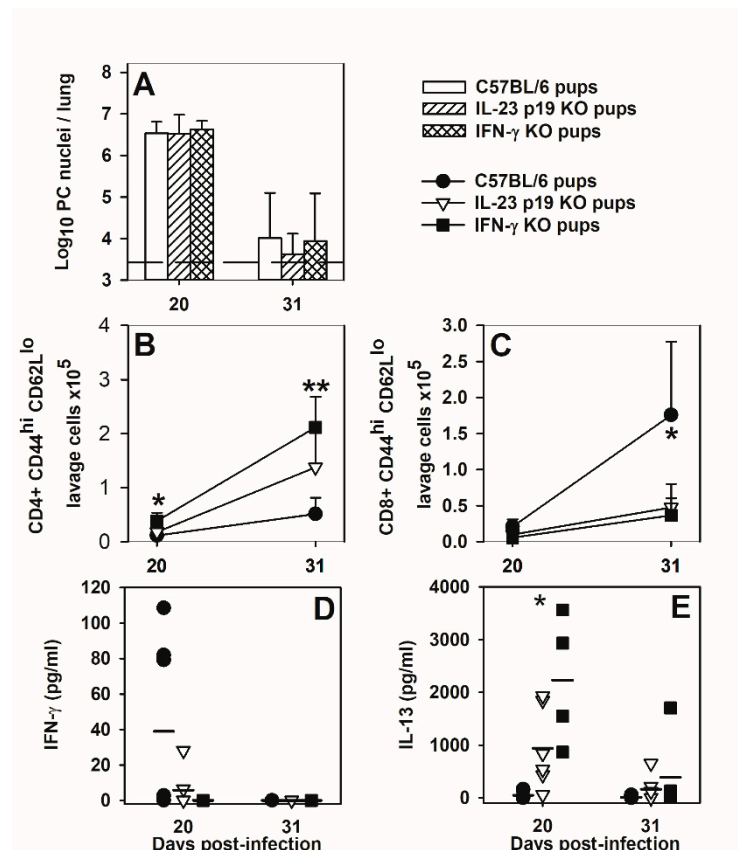 A
Log10 PC nuclei / lung
8
7
6
5
4
3
20
31
C57BL/6 pups
IL-23 p19 KO pups
IFN-γ KO pups
C57BL/6 pups
IL-23 p19 KO pups
IFN-γ KO pups
B
CD4+ CD44hi CD62Llo
lavage cells x10^5
4
3
2
1
0
*
**
20
31
C
CD8+ CD44hi CD62Llo
lavage cells x10^5
3.0
2.5
2.0
1.5
1.0
0.5
0.0
*
20
31
D
IFN-γ (pg/ml)
120
100
80
60
40
20
0
20
31
Days post-infection
E
IL-13 (pg/ml)
4000
3000
2000
1000
0
*
20
31
Days post-infection